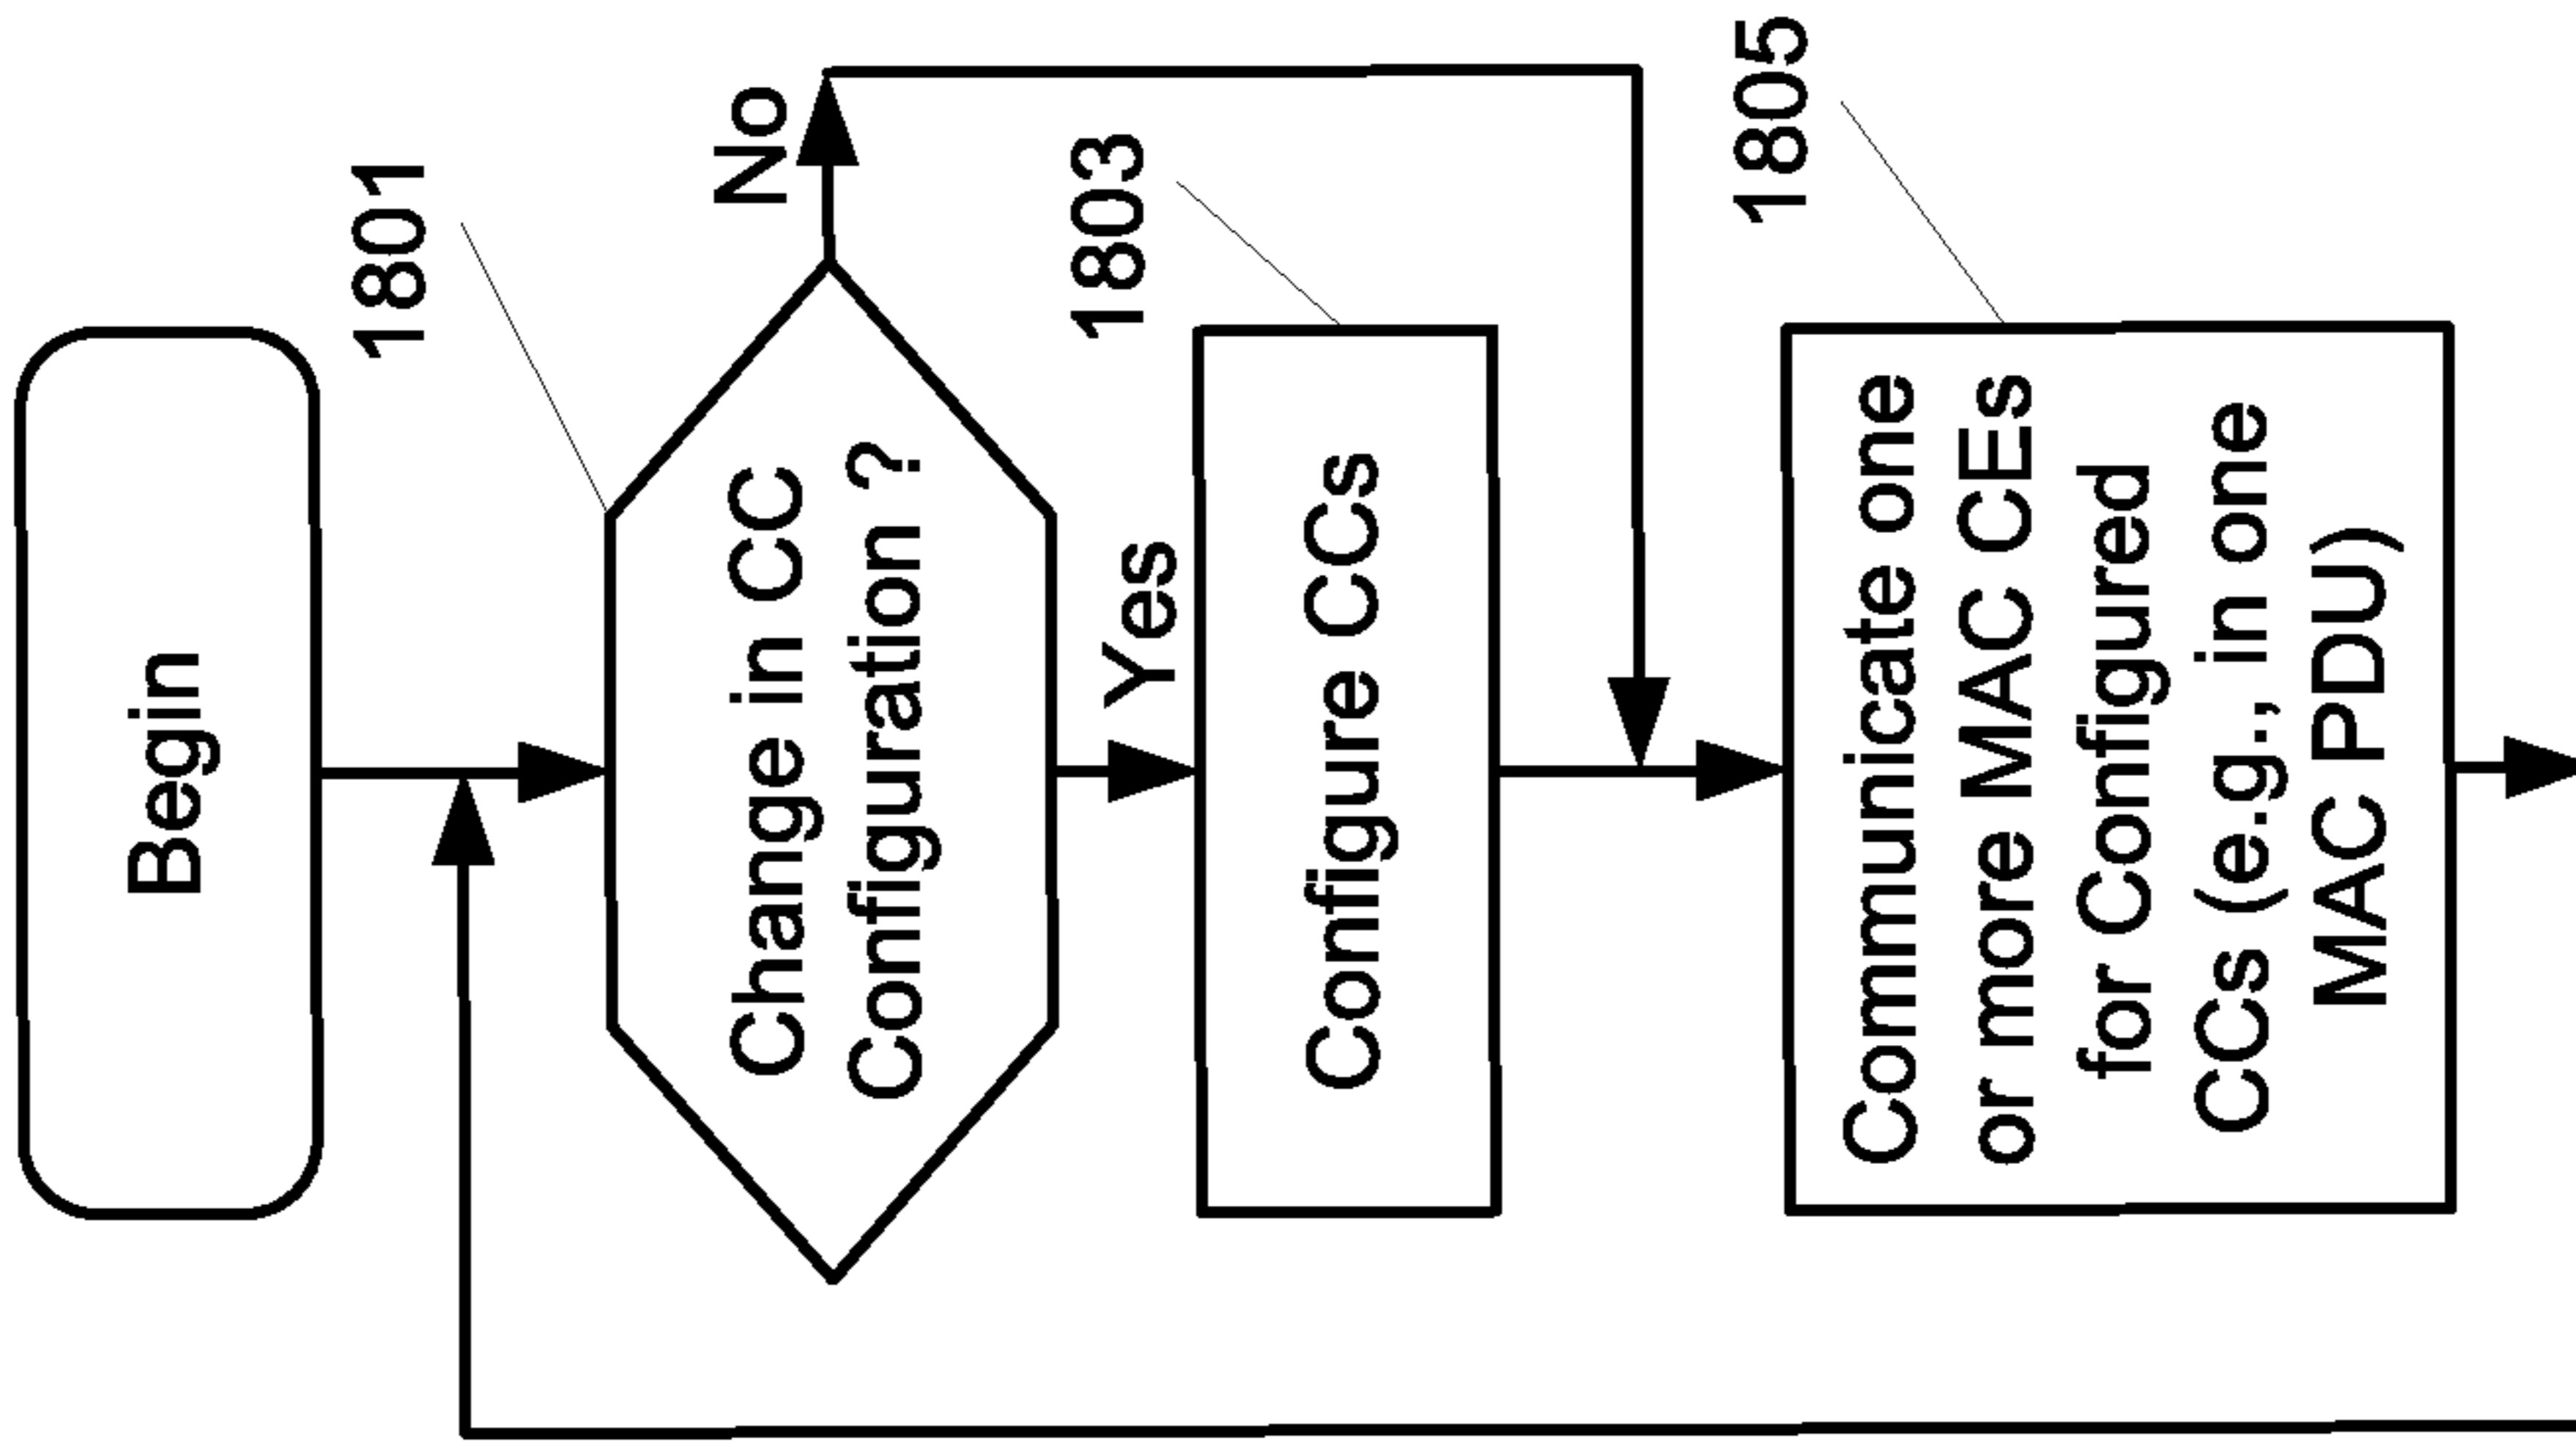 Begin
1801
Change in CC
Configuration ?
No
Yes
1803
Configure CCs
1805
Communicate one
or more MAC CEs
for Configured
CCs (e.g., in one
MAC PDU)